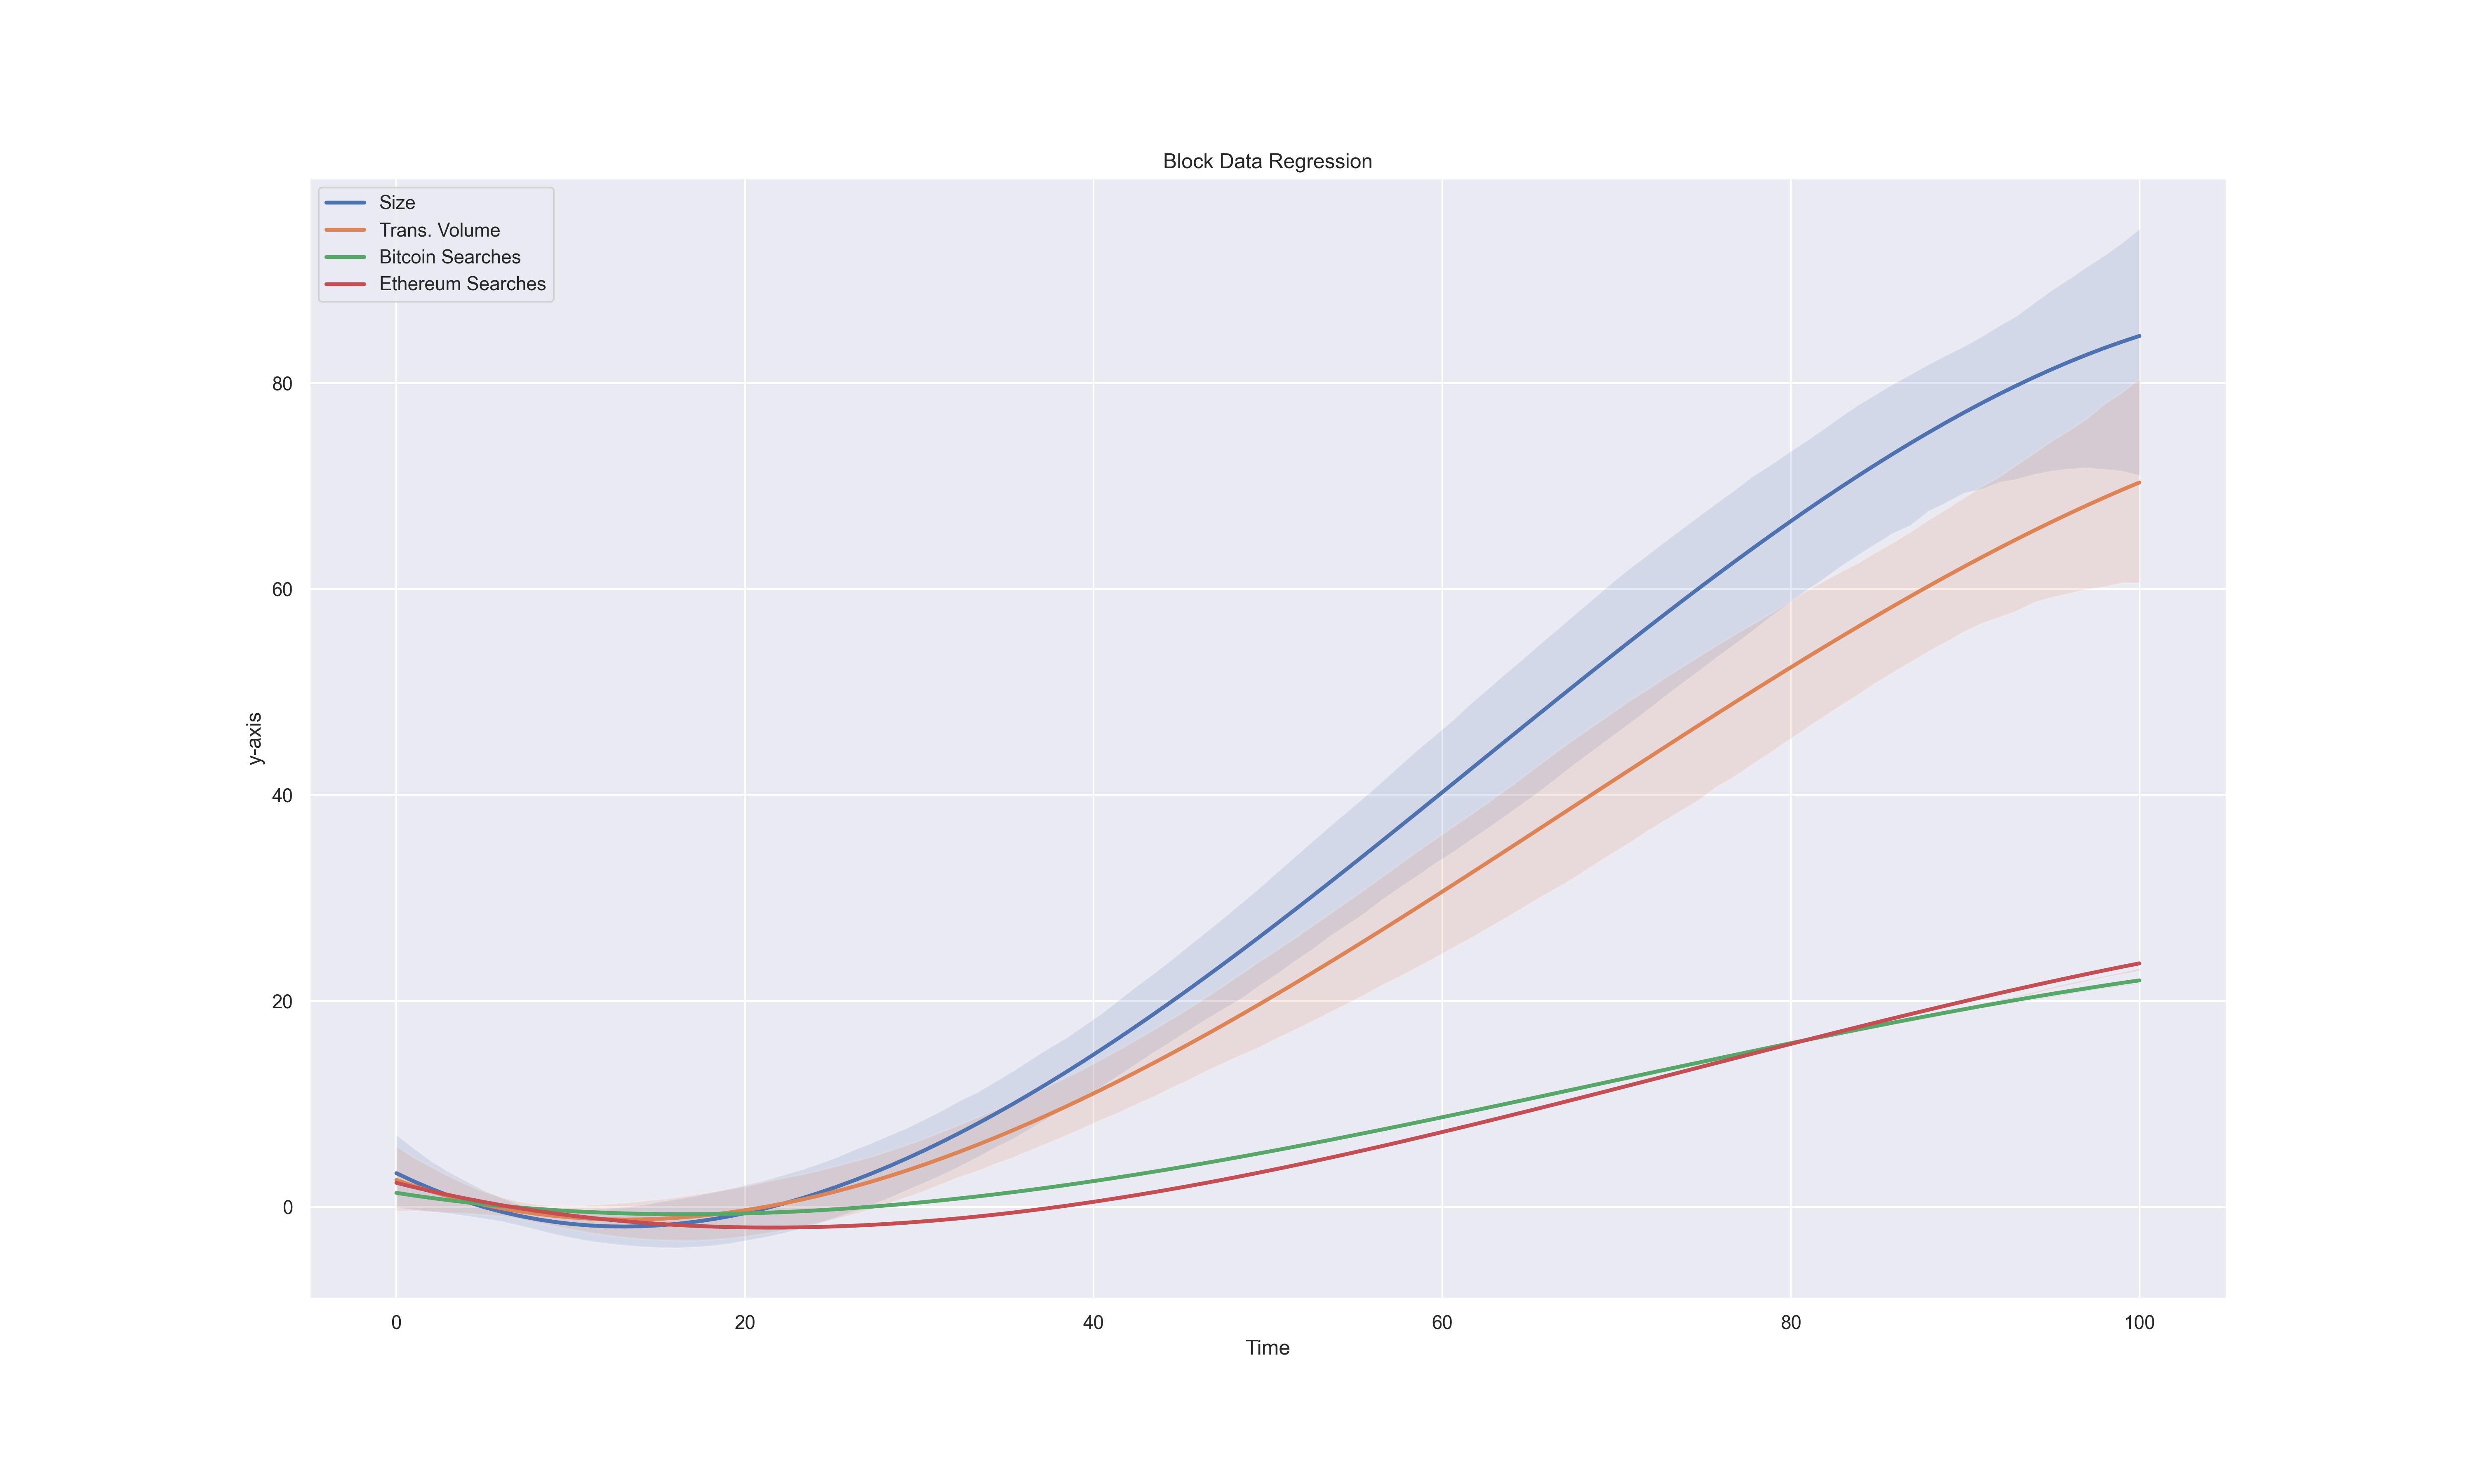 Block Data Regression
Size
Trans. Volume
Bitcoin Searches
Ethereum Searches
80
60
40
20
0
y-axis
0 20 40 60 80 100
Time